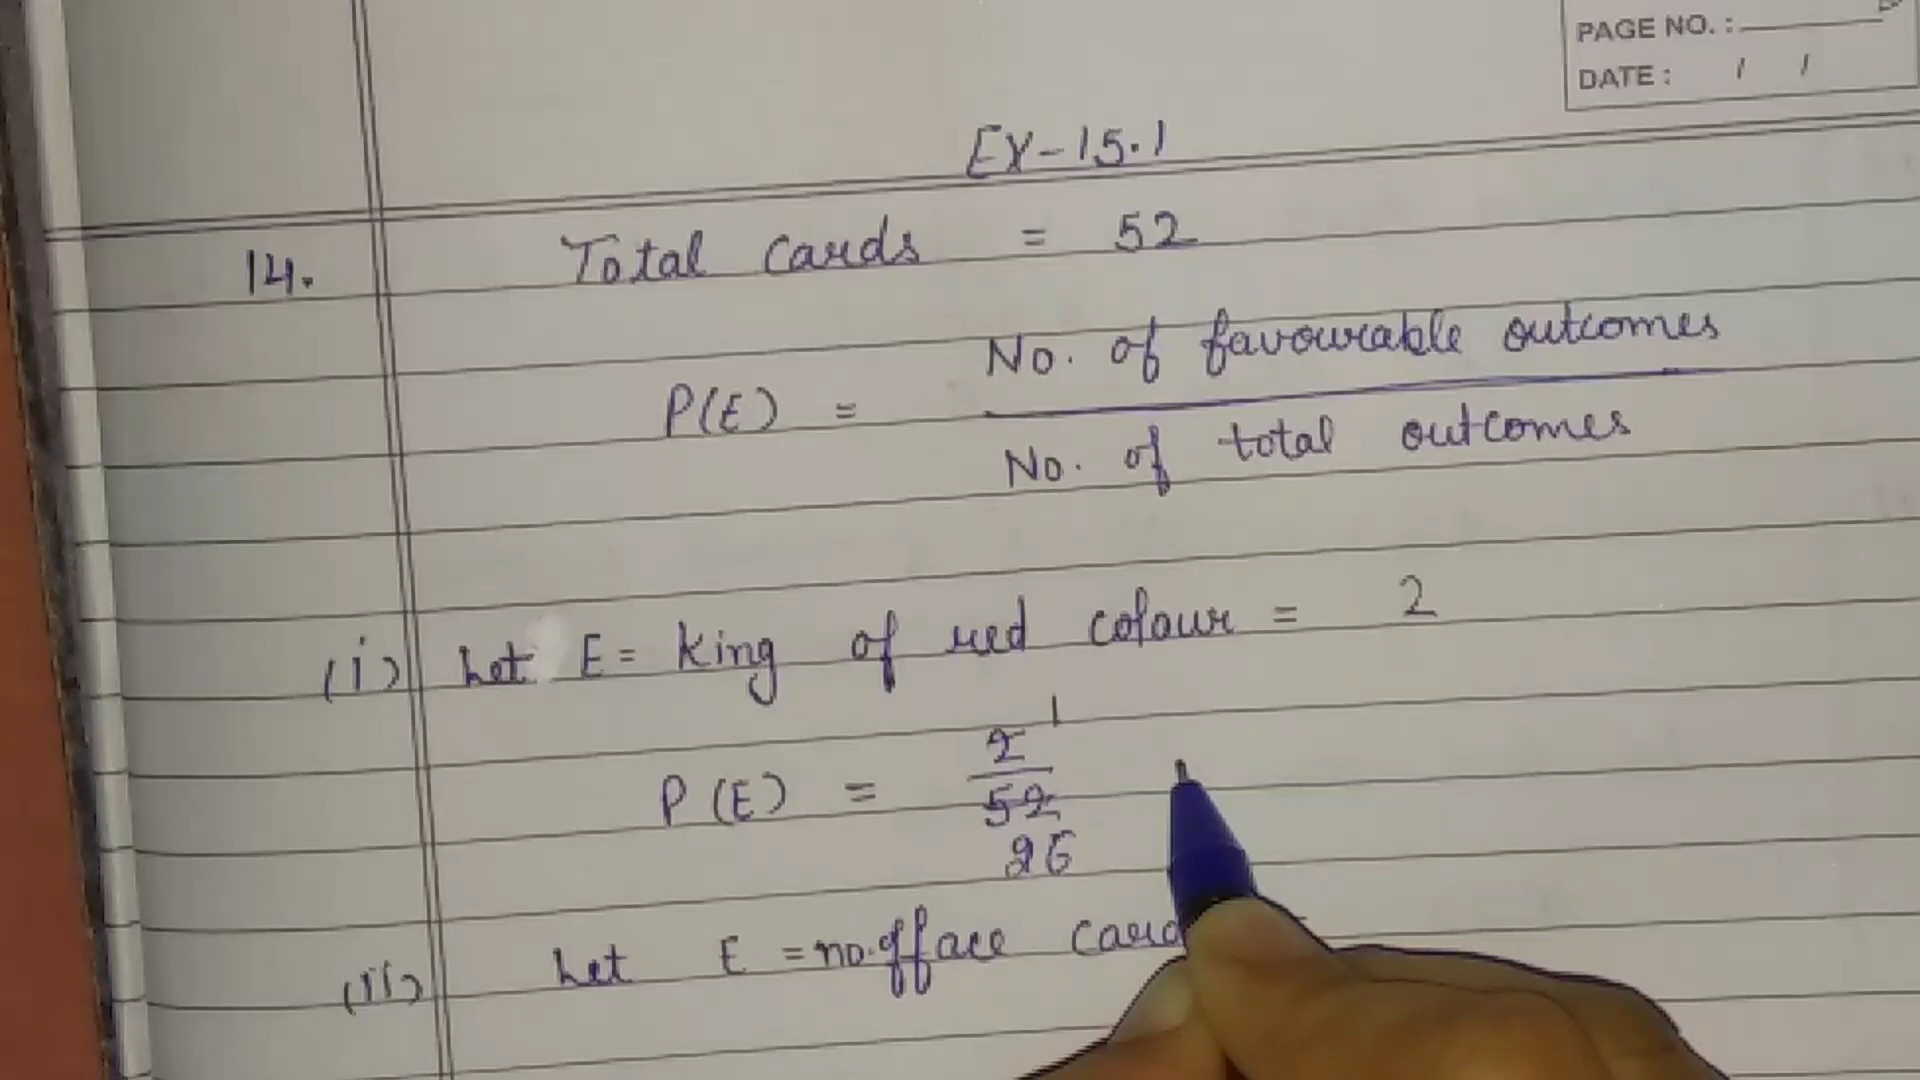 PAGE NO. :
DATE : / /
EX-15.1
14. Total cards = 52
No. of favourable outcomes
P(E) =
No. of total outcomes
(i) Let E = king of red colour = 2
1
2
P(E) =
52
26
(ii) Let E = no. of face card